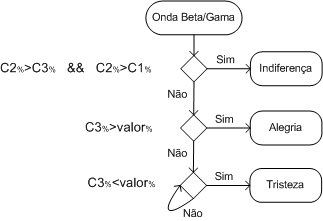 Onda Beta/Gama
C2%>C3% && C2%>C1%
Sim
Indiferença
Não
C3%>valor%
Sim
Alegria
Não
C3%<valor%
Sim
Tristeza
Não